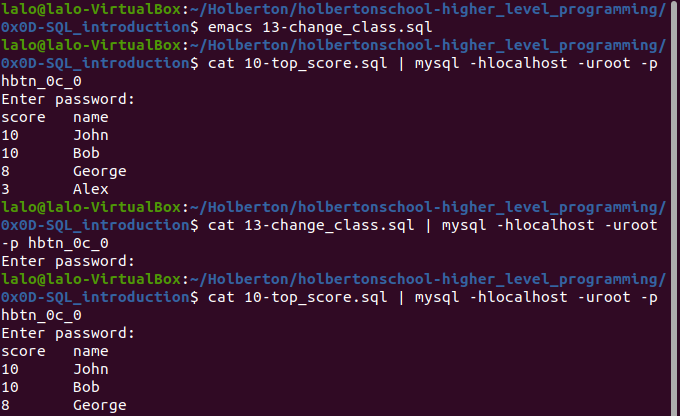 lalo@lalo-VirtualBox:~/Holberton/holbertonschool-higher_level_programming/
0x0D-SQL_introduction$ emacs 13-change_class.sql
lalo@lalo-VirtualBox:~/Holberton/holbertonschool-higher_level_programming/
0x0D-SQL_introduction$ cat 10-top_score.sql | mysql -hlocalhost -uroot -p
hbtn_0c_0
Enter password:
score   name
10      John
10      Bob
8       George
3       Alex
lalo@lalo-VirtualBox:~/Holberton/holbertonschool-higher_level_programming/
0x0D-SQL_introduction$ cat 13-change_class.sql | mysql -hlocalhost -uroot
-p hbtn_0c_0
Enter password:
lalo@lalo-VirtualBox:~/Holberton/holbertonschool-higher_level_programming/
0x0D-SQL_introduction$ cat 10-top_score.sql | mysql -hlocalhost -uroot -p
hbtn_0c_0
Enter password:
score   name
10      John
10      Bob
8       George